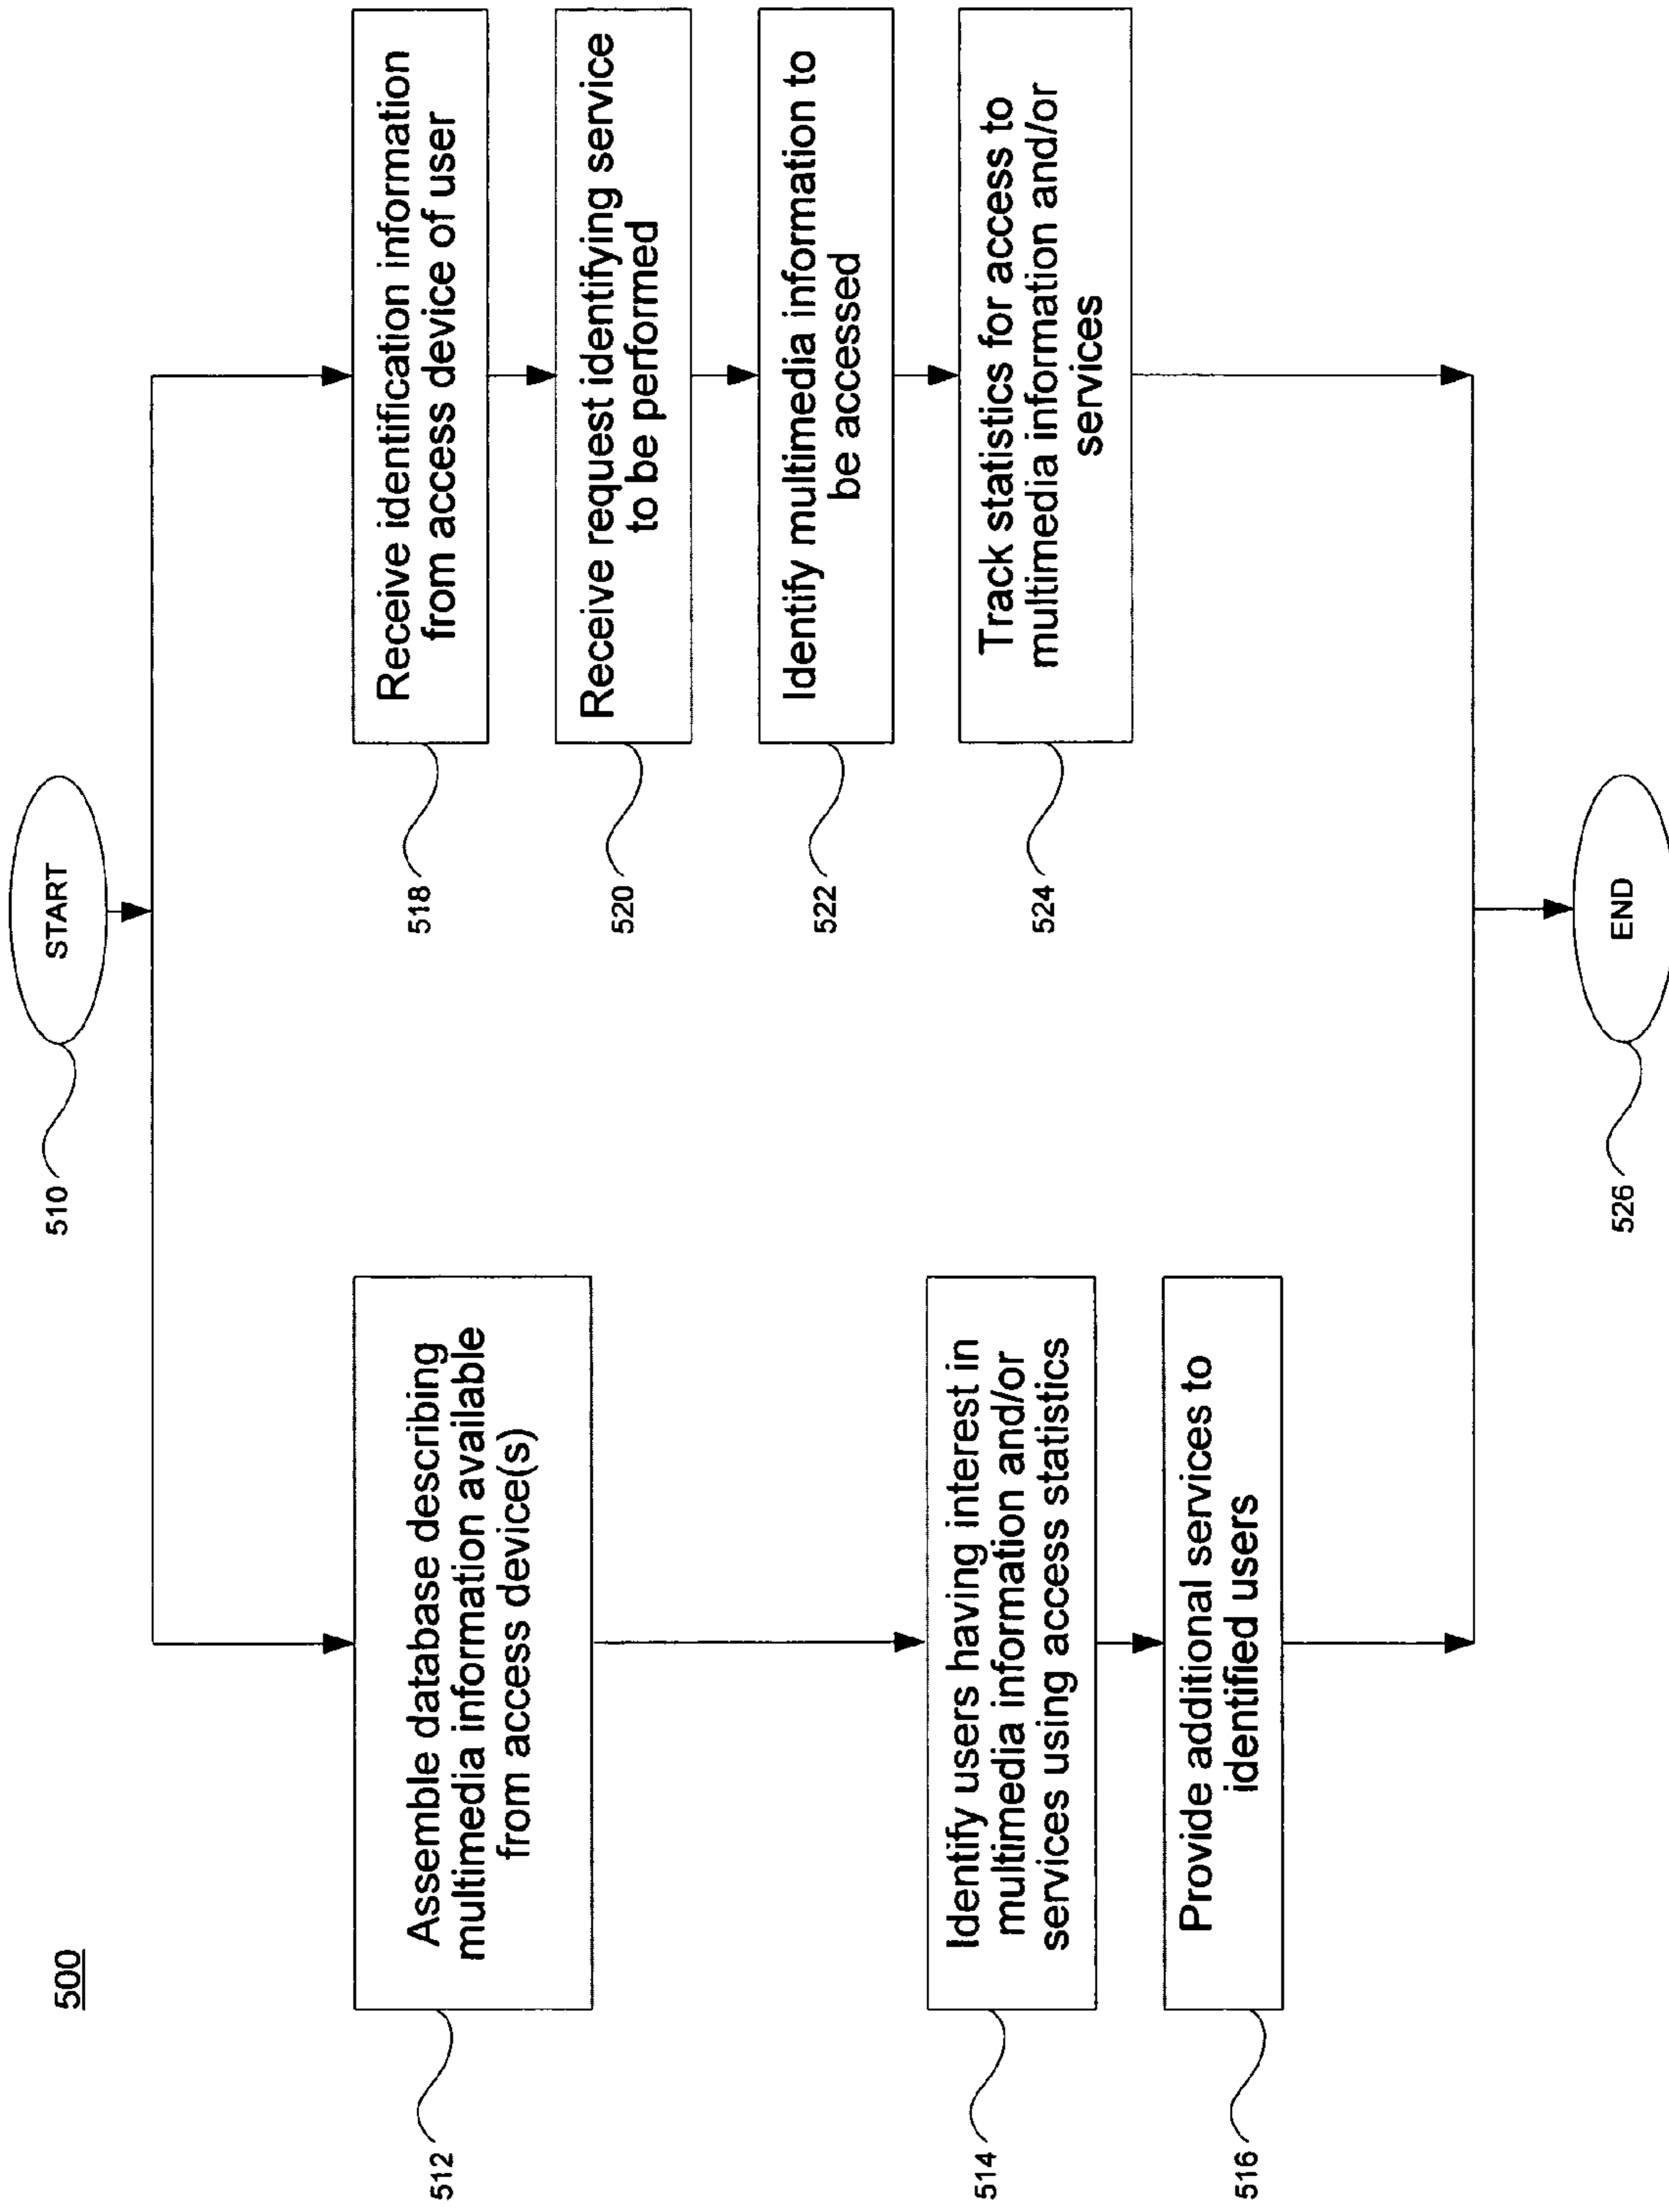 500
510
START
512
Assemble database describing
multimedia information available
from access device(s)
514
Identify users having interest in
multimedia information and/or
services using access statistics
516
Provide additional services to
identified users
518
Receive identification information
from access device of user
520
Receive request identifying service
to be performed
522
Identify multimedia information to
be accessed
524
Track statistics for access to
multimedia information and/or
services
526
END